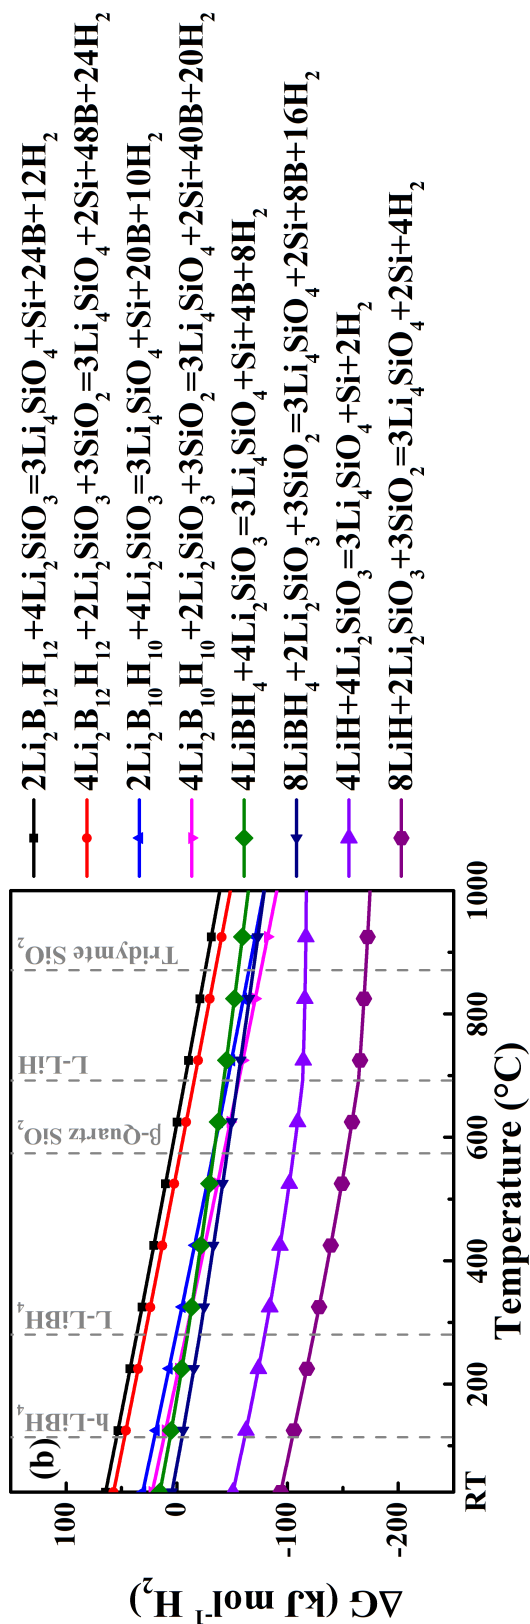 (b)
ΔG (kJ mol⁻¹ H₂)
100
0
-100
-200
h-LiBH₄
L-LiBH₄
β-Quartz SiO₂
L-LiH
Tridymte SiO₂
RT
200
400
600
800
1000
Temperature (°C)
2Li₂B₁₂H₁₂+4Li₂SiO₃=3Li₄SiO₄+Si+24B+12H₂
4Li₂B₁₂H₁₂+2Li₂SiO₃+3SiO₂=3Li₄SiO₄+2Si+48B+24H₂
2Li₂B₁₀H₁₀+4Li₂SiO₃=3Li₄SiO₄+Si+20B+10H₂
4Li₂B₁₀H₁₀+2Li₂SiO₃+3SiO₂=3Li₄SiO₄+2Si+40B+20H₂
4LiBH₄+4Li₂SiO₃=3Li₄SiO₄+Si+4B+8H₂
8LiBH₄+2Li₂SiO₃+3SiO₂=3Li₄SiO₄+2Si+8B+16H₂
4LiH+4Li₂SiO₃=3Li₄SiO₄+Si+2H₂
8LiH+2Li₂SiO₃+3SiO₂=3Li₄SiO₄+2Si+4H₂